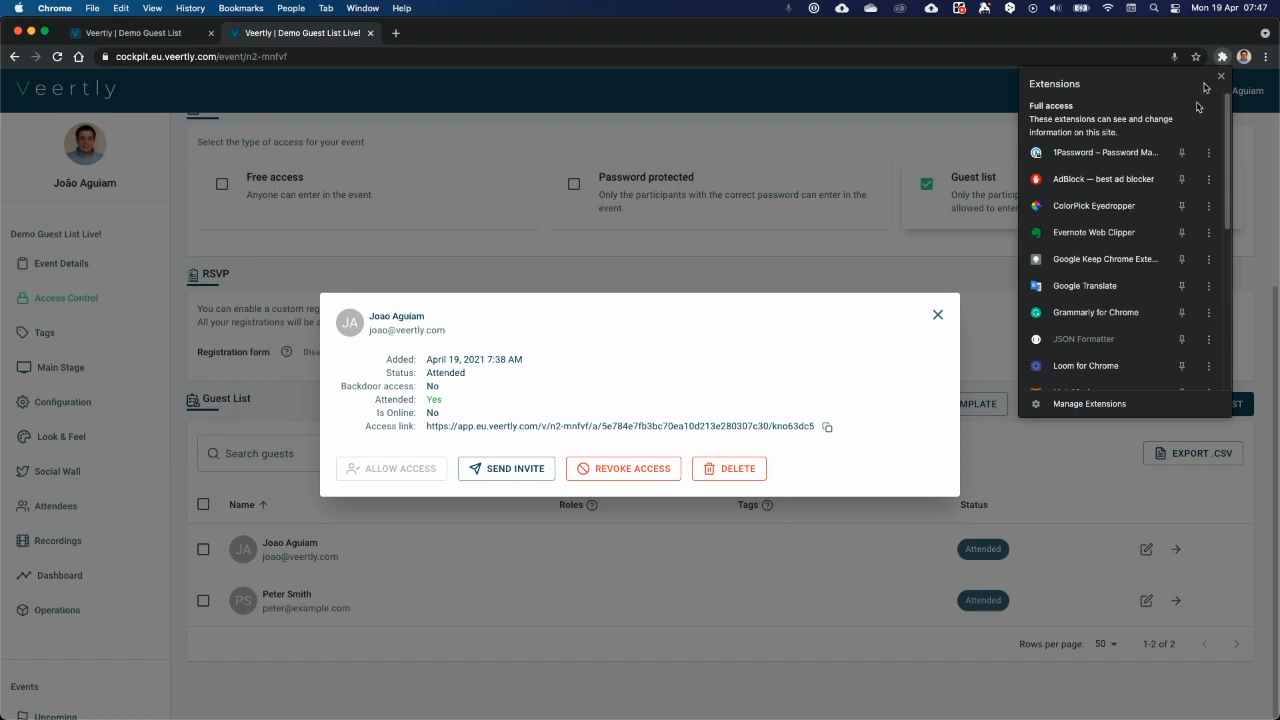 Chrome File Edit View History Bookmarks People Tab Window Help
Mon 19 Apr 07:47
Veertly | Demo Guest List
Veertly | Demo Guest List Live!
cockpit.eu.veertly.com/event/n2-mnfvf
Veertly
Aguiam
João Aguiam
Demo Guest List Live!
Event Details
Access Control
Tags
Main Stage
Configuration
Look & Feel
Social Wall
Attendees
Recordings
Dashboard
Operations
Events
Upcoming
Select the type of access for your event
Free access
Anyone can enter in the event
Password protected
Only the participants with the correct password can enter in the
event
Guest list
Only the partici
allowed to enter
RSVP
You can enable a custom reg
All your registrations will be a
Registration form
Disa
Guest List
Search guests
MPLATE
ST
EXPORT .CSV
Name
Roles
Tags
Status
Joao Aguiam
joao@veertly.com
Attended
Peter Smith
peter@example.com
Attended
Rows per page: 50
1-2 of 2
JA
Joao Aguiam
joao@veertly.com
Added: April 19, 2021 7:38 AM
Status: Attended
Backdoor access: No
Attended: Yes
Is Online: No
Access link: https://app.eu.veertly.com/v/n2-mnfvf/a/5e784e7fb3bc70ea10d213e280307c30/kno63dc5
ALLOW ACCESS
SEND INVITE
REVOKE ACCESS
DELETE
JA
PS
Extensions
Full access
These extensions can see and change
information on this site.
1Password – Password Ma...
AdBlock — best ad blocker
ColorPick Eyedropper
Evernote Web Clipper
Google Keep Chrome Exte...
Google Translate
Grammarly for Chrome
JSON Formatter
Loom for Chrome
Manage Extensions